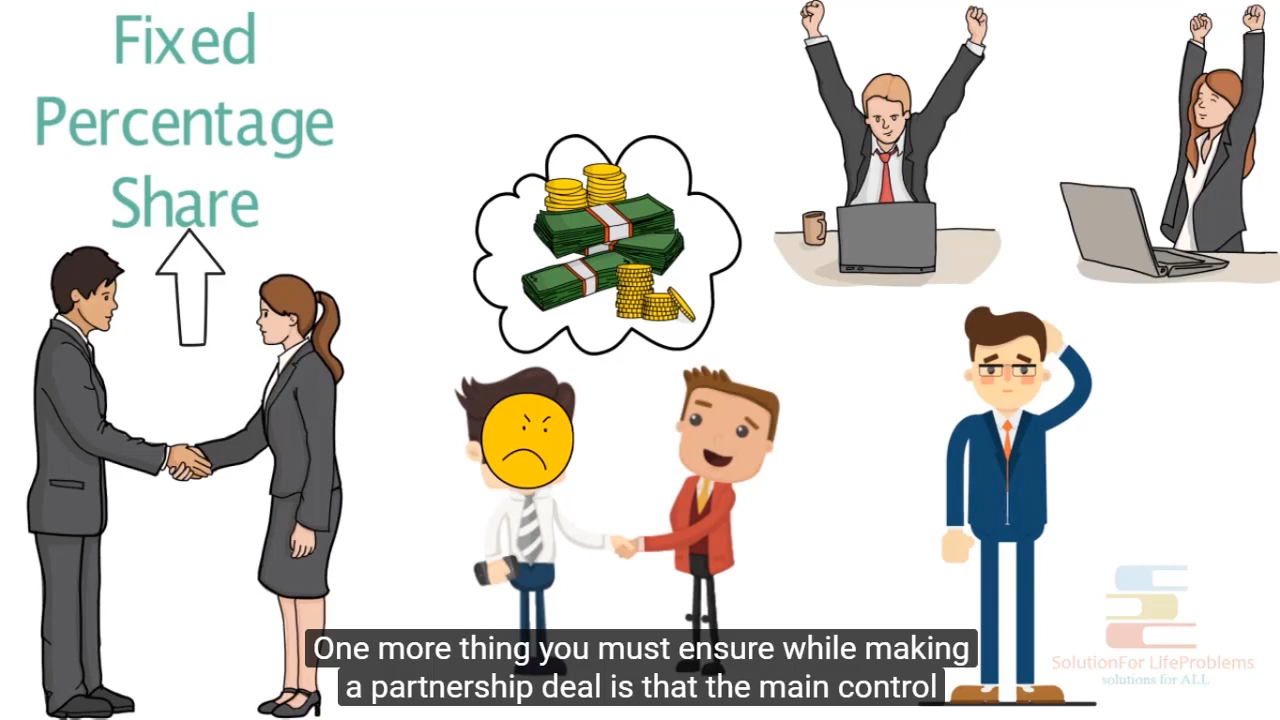 Fixed
Percentage
Share
One more thing you must ensure while making
a partnership deal is that the main control
SolutionFor LifeProblems
solutions for ALL